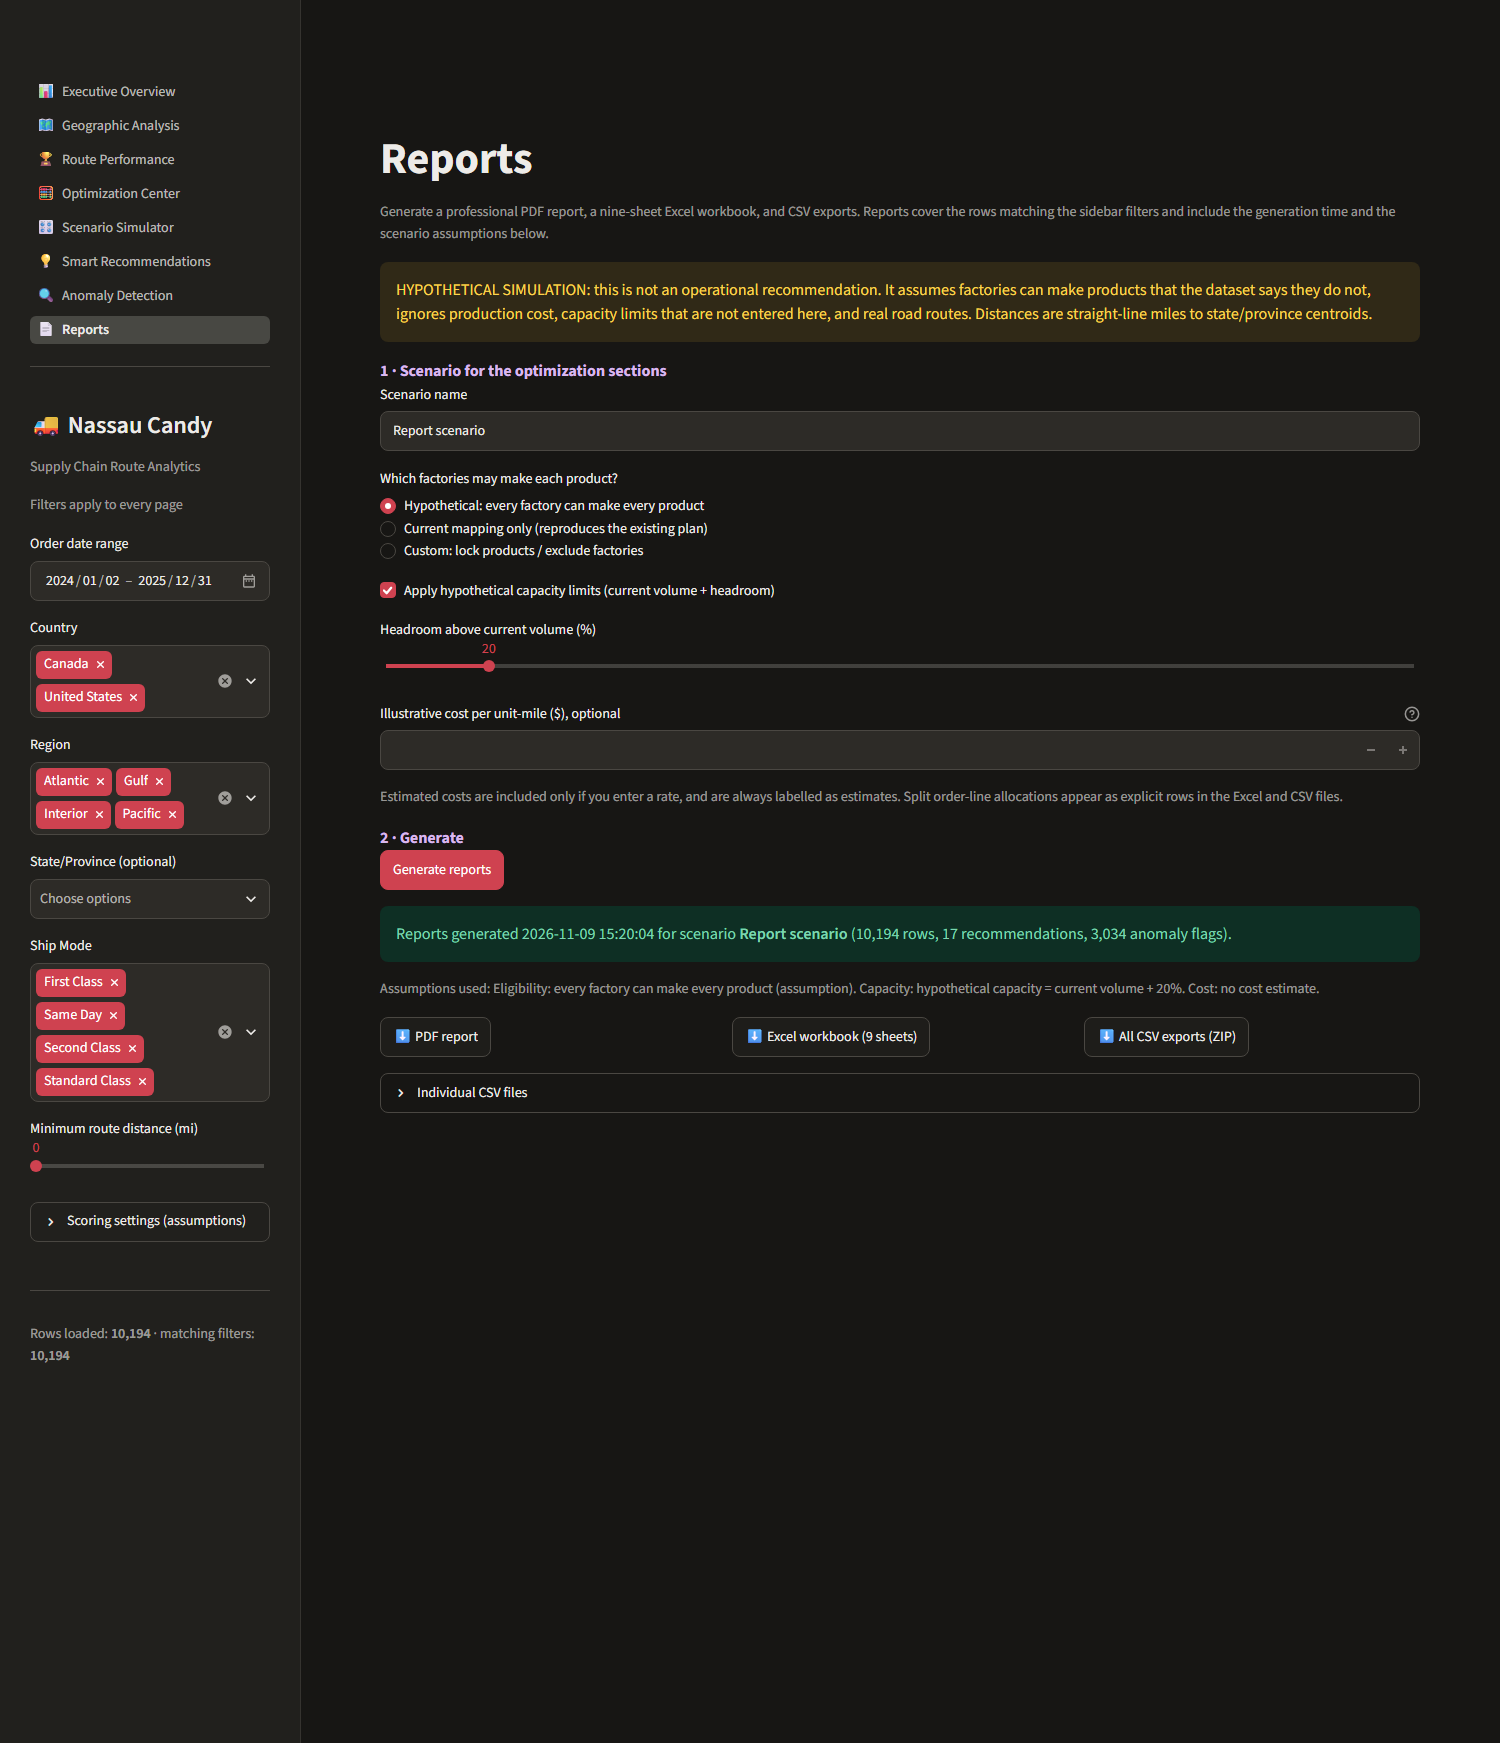 Executive Overview
Geographic Analysis
Route Performance
Optimization Center
Scenario Simulator
Smart Recommendations
Anomaly Detection
Reports
Nassau Candy
Supply Chain Route Analytics
Filters apply to every page
Order date range
2024/01/02 – 2025/12/31
Country
Canada
United States
Region
Atlantic Gulf
Interior Pacific
State/Province (optional)
Choose options
Ship Mode
First Class
Same Day
Second Class
Standard Class
Minimum route distance (mi)
0
Scoring settings (assumptions)
Rows loaded: 10,194 · matching filters:
10,194
Reports
Generate a professional PDF report, a nine-sheet Excel workbook, and CSV exports. Reports cover the rows matching the sidebar filters and include the generation time and the
scenario assumptions below.
HYPOTHETICAL SIMULATION: this is not an operational recommendation. It assumes factories can make products that the dataset says they do not,
ignores production cost, capacity limits that are not entered here, and real road routes. Distances are straight-line miles to state/province centroids.
1 · Scenario for the optimization sections
Scenario name
Report scenario
Which factories may make each product?
Hypothetical: every factory can make every product
Current mapping only (reproduces the existing plan)
Custom: lock products / exclude factories
Apply hypothetical capacity limits (current volume + headroom)
Headroom above current volume (%)
20
Illustrative cost per unit-mile ($), optional
Estimated costs are included only if you enter a rate, and are always labelled as estimates. Split order-line allocations appear as explicit rows in the Excel and CSV files.
2 · Generate
Generate reports
Reports generated 2026-11-09 15:20:04 for scenario Report scenario (10,194 rows, 17 recommendations, 3,034 anomaly flags).
Assumptions used: Eligibility: every factory can make every product (assumption). Capacity: hypothetical capacity = current volume + 20%. Cost: no cost estimate.
PDF report
Excel workbook (9 sheets)
All CSV exports (ZIP)
Individual CSV files